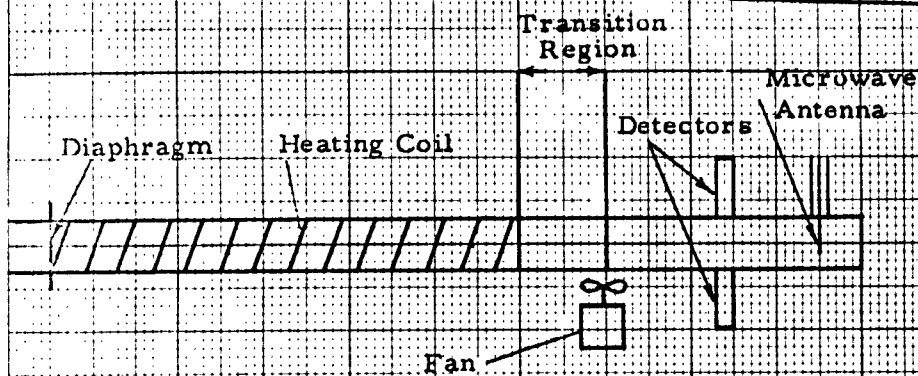 Transition
Region
Microwave
Antenna
Detectors
Diaphragm
Heating Coil
Fan